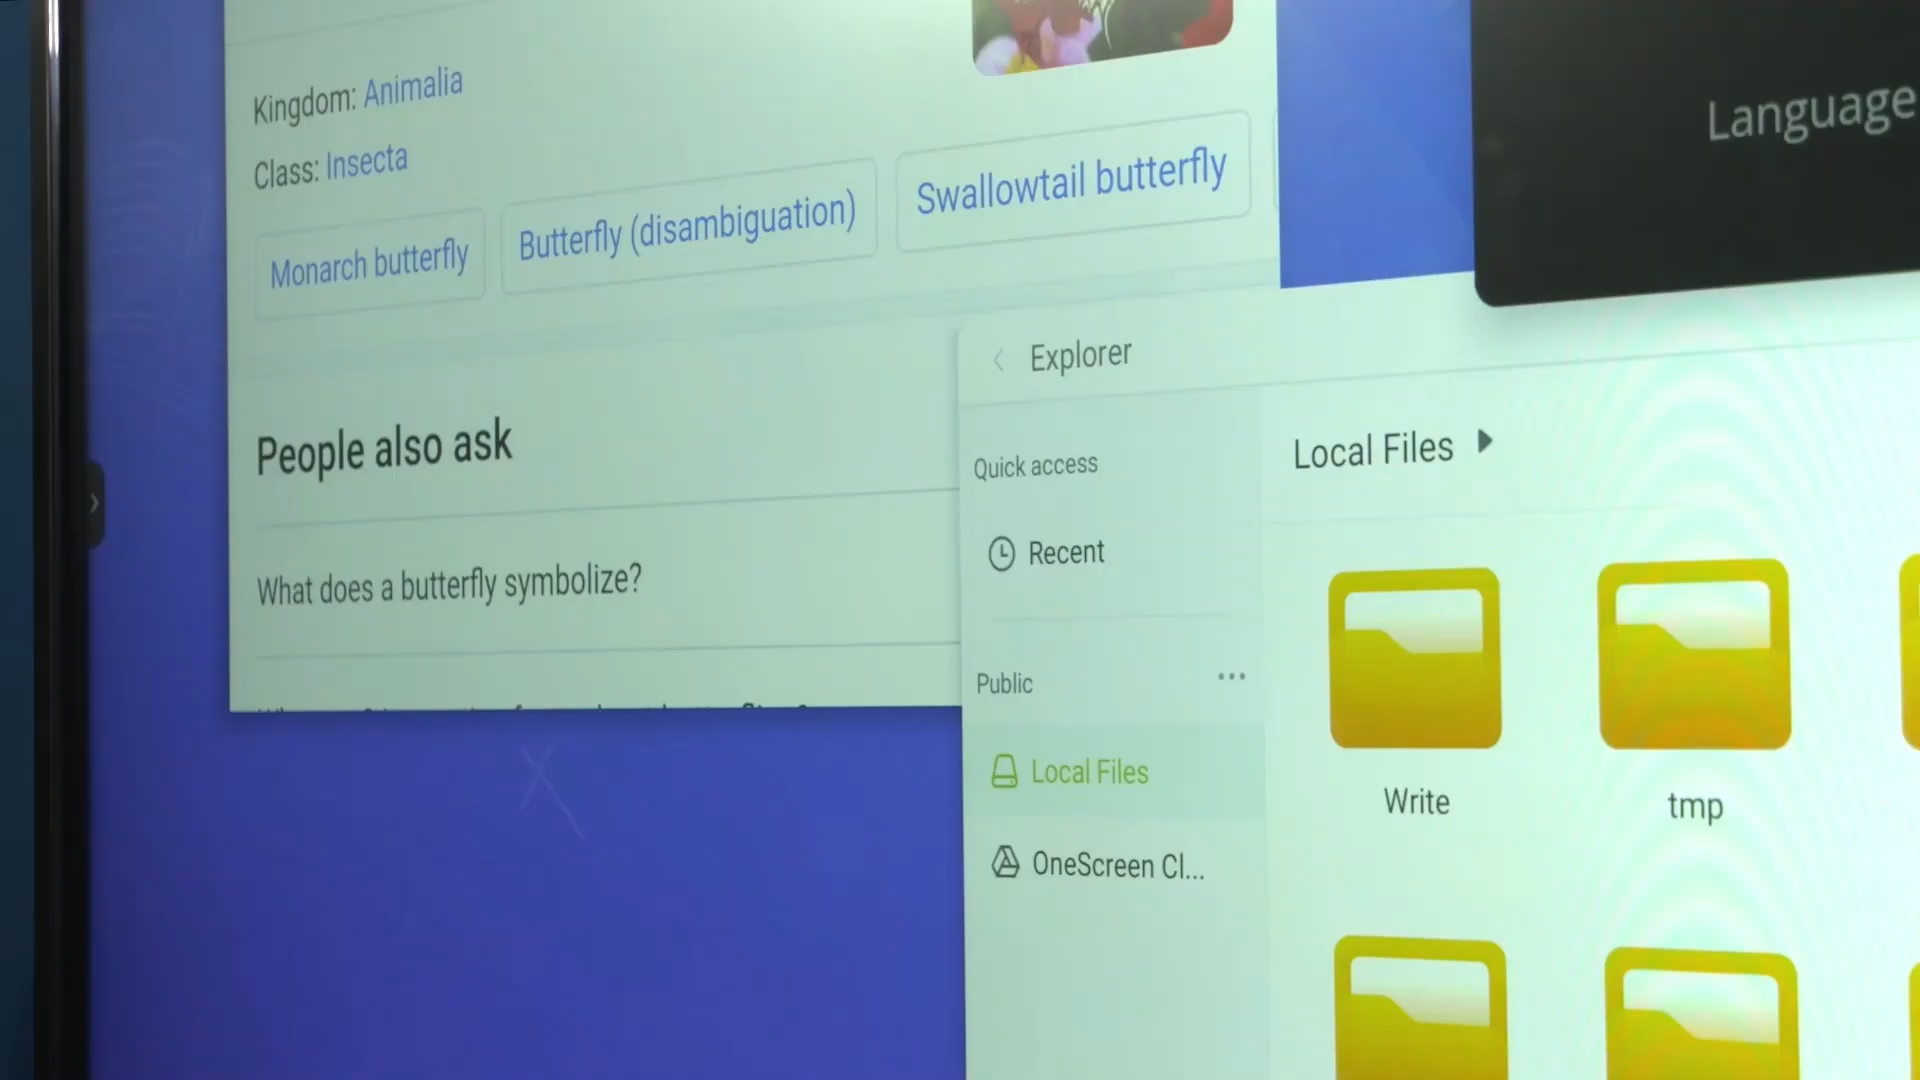 Kingdom: Animalia
Class: Insecta
Monarch butterfly
Butterfly (disambiguation)
Swallowtail butterfly
People also ask
What does a butterfly symbolize?
Language
Explorer
Quick access
Recent
Public
Local Files
OneScreen Cl...
Local Files
Write
tmp